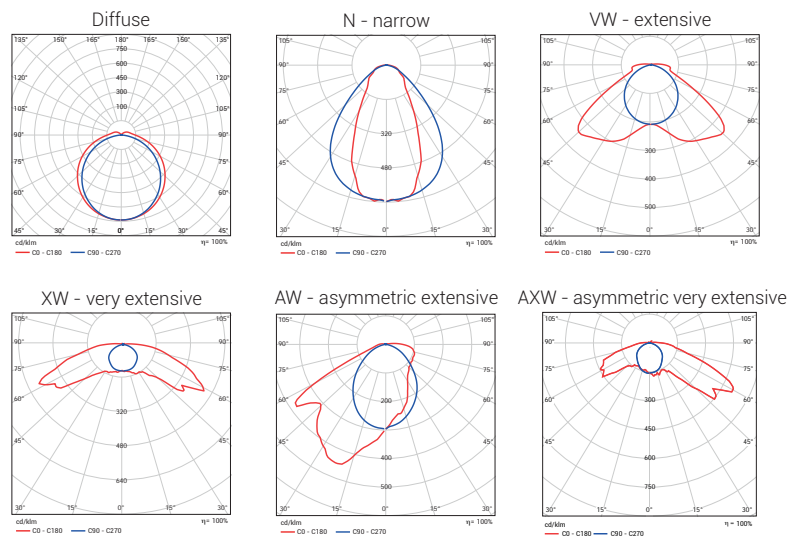 Diffuse
135° 150° 165° 180° 165° 150° 135°
750
120° 600 120°
450
105° 300 105°
100
90° 90°
75° 75°
60° 60°
45° 30° 15° 0° 15° 30° 45°
cd/klm η= 100%
C0 - C180 C90 - C270
N - narrow
105° 105°
90° 90°
75° 75°
60° 60°
320
45° 480 45°
30° 15° 0° 15° 30°
cd/klm η= 100%
C0 - C180 C90 - C270
VW - extensive
105° 105°
90° 90°
75° 75°
60° 60°
300
45° 45°
500
30° 15° 0° 15° 30°
cd/klm η= 100%
C0 - C180 C90 - C270
XW - very extensive
105° 105°
90° 90°
75° 75°
60° 60°
320
45° 480 45°
640
30° 15° 0° 15° 30°
cd/klm η= 100%
C0 - C180 C90 - C270
AW - asymmetric extensive
105° 105°
90° 90°
75° 75°
200
60° 60°
45° 45°
500
30° 15° 0° 15° 30°
cd/klm η= 100%
C0 - C180 C90 - C270
AXW - asymmetric very extensive
105° 105°
90° 90°
75° 75°
60° 300 60°
45° 450 45°
600
750
30° 15° 0° 15° 30°
cd/klm η= 100%
C0 - C180 C90 - C270